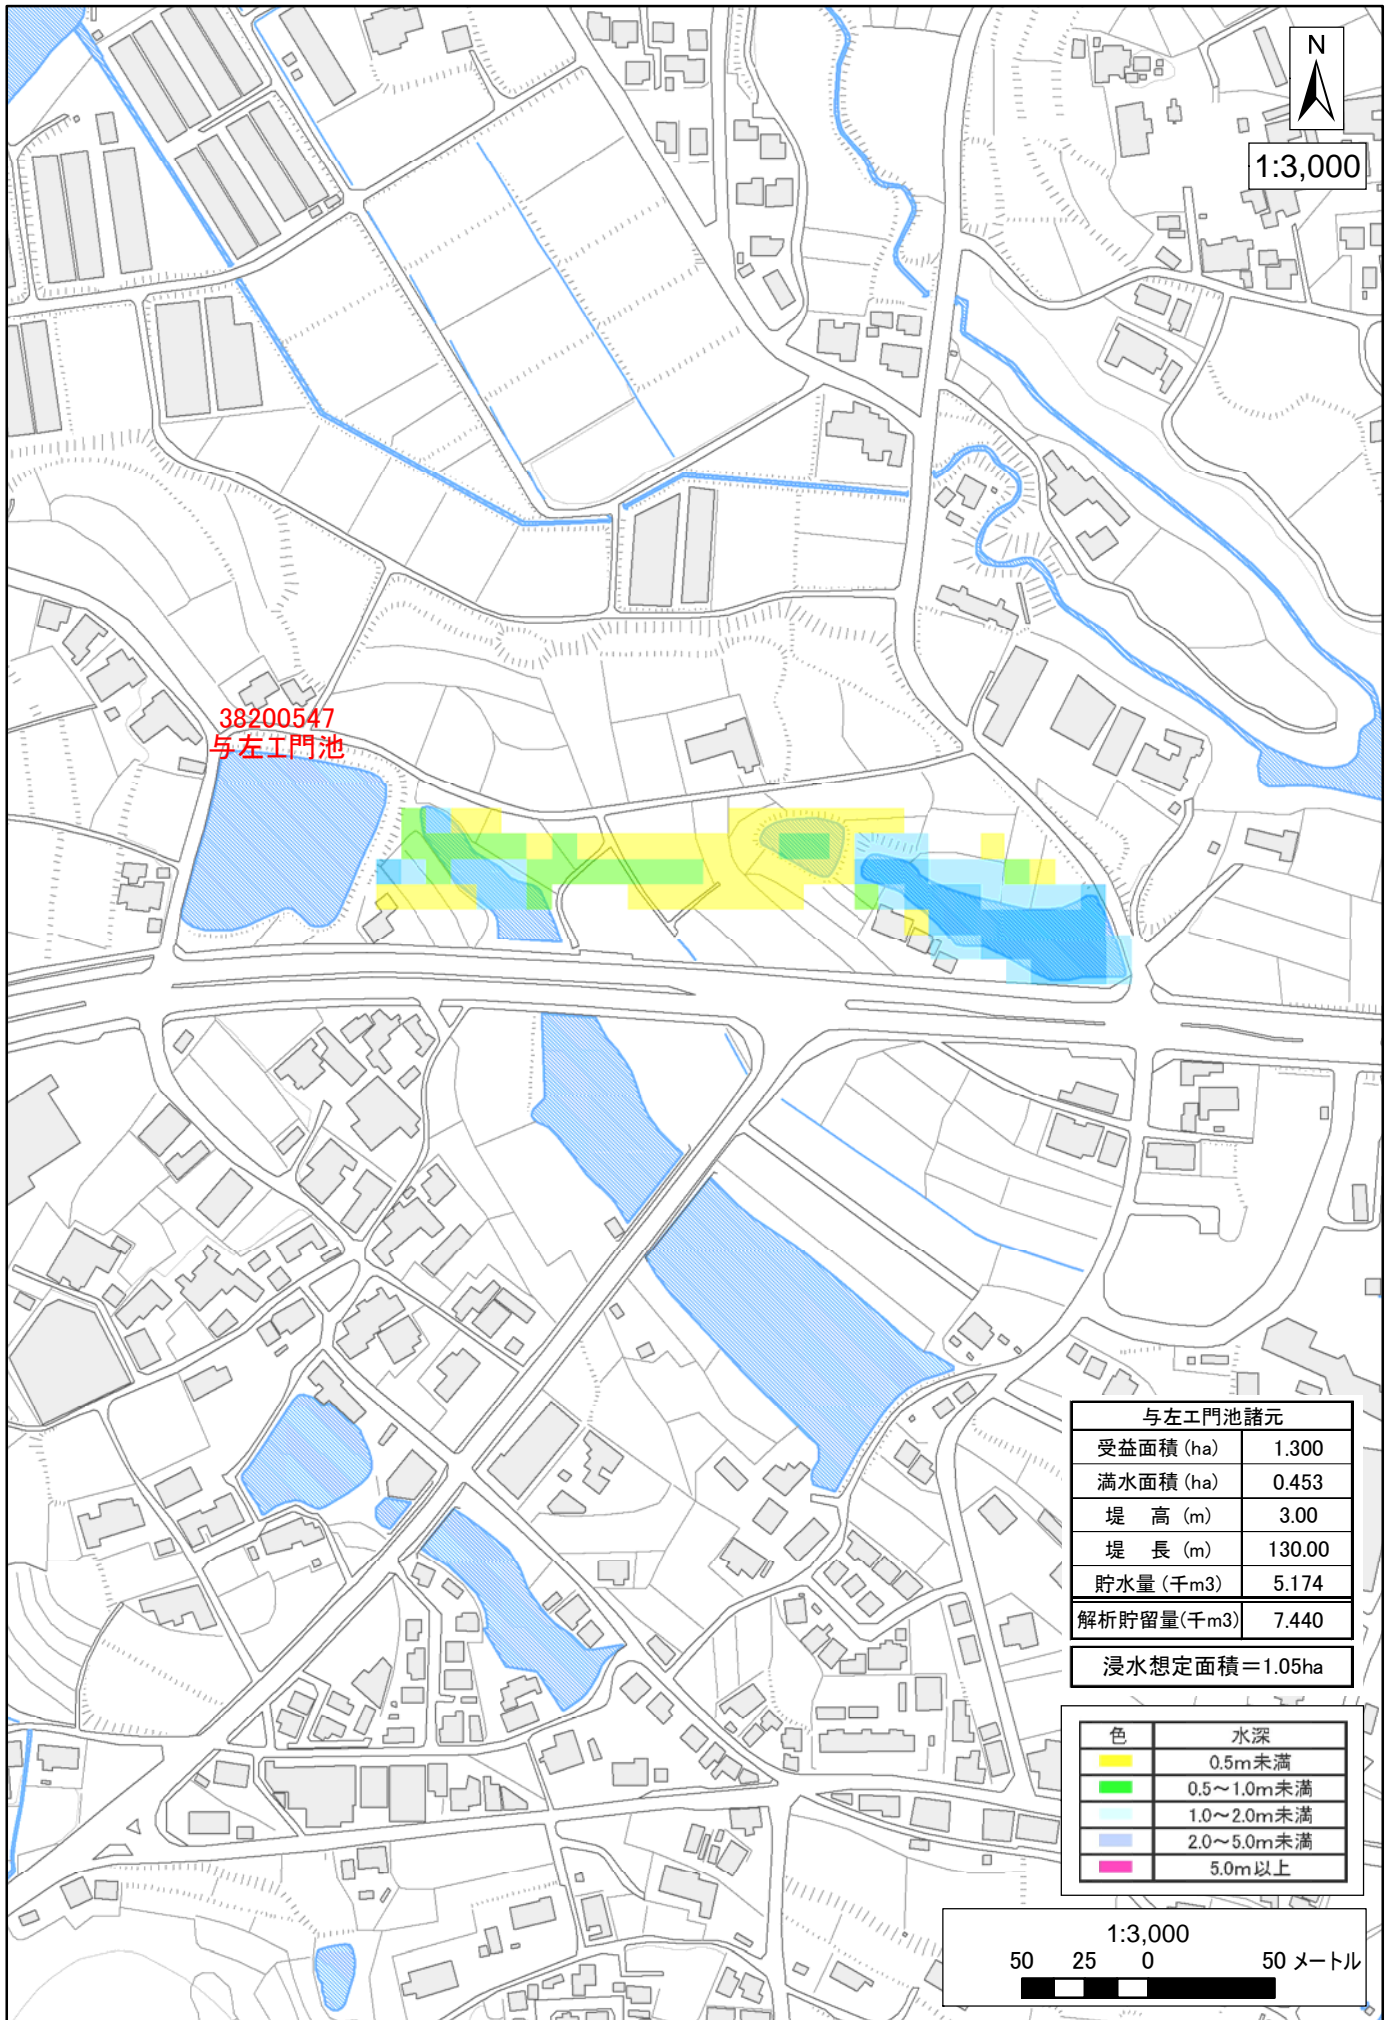 N
1:3,000
38200547
与左エ門池
与左エ門池諸元
受益面積(ha) 1.300
満水面積(ha) 0.453
堤 高 (m) 3.00
堤 長 (m) 130.00
貯水量(千m3) 5.174
解析貯留量(千m3) 7.440
浸水想定面積=1.05ha
色 水深
0.5m未満
0.5～1.0m未満
1.0～2.0m未満
2.0～5.0m未満
5.0m以上
1:3,000
50 25 0 50 メートル